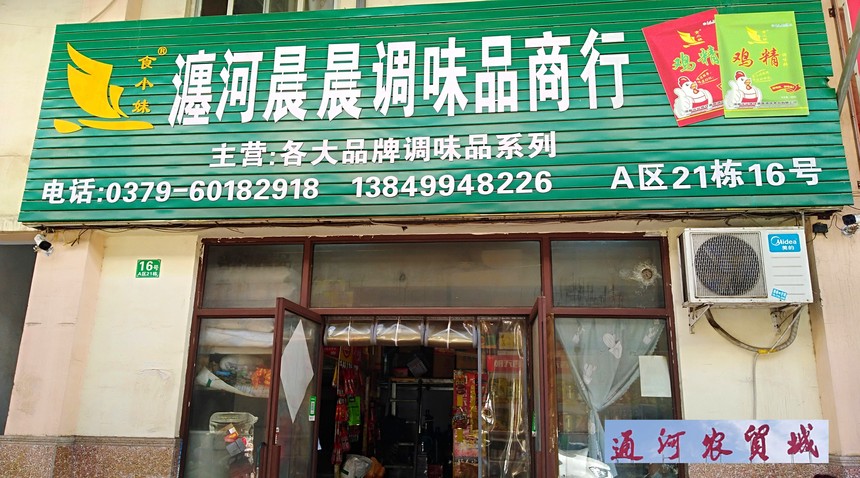 食小妹®
瀍河晨晨调味品商行
鸡精
鸡精
主营:各大品牌调味品系列
电话:0379-60182918 13849948226 A区21栋16号
16号
A区21栋
Midea
美的
通河农贸城